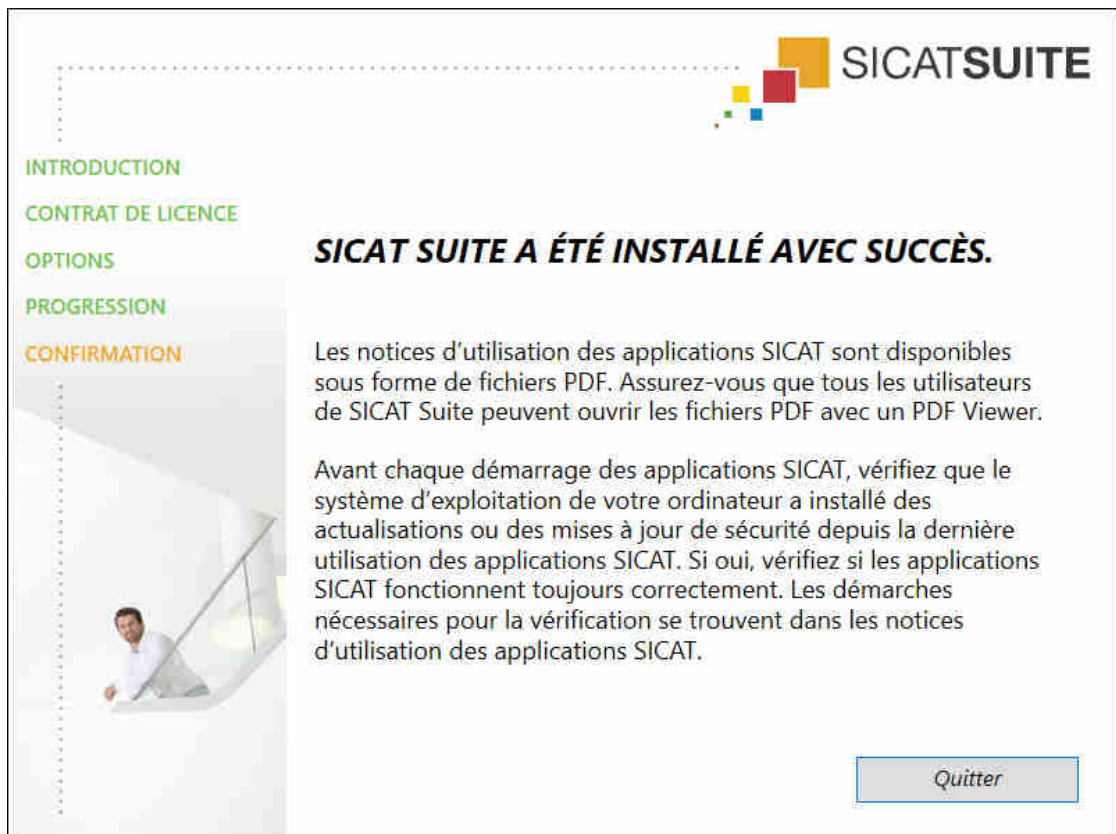 SICATSUITE
INTRODUCTION
CONTRAT DE LICENCE
OPTIONS
PROGRESSION
CONFIRMATION
SICAT SUITE A ÉTÉ INSTALLÉ AVEC SUCCÈS.
Les notices d'utilisation des applications SICAT sont disponibles
sous forme de fichiers PDF. Assurez-vous que tous les utilisateurs
de SICAT Suite peuvent ouvrir les fichiers PDF avec un PDF Viewer.
Avant chaque démarrage des applications SICAT, vérifiez que le
système d'exploitation de votre ordinateur a installé des
actualisations ou des mises à jour de sécurité depuis la dernière
utilisation des applications SICAT. Si oui, vérifiez si les applications
SICAT fonctionnent toujours correctement. Les démarches
nécessaires pour la vérification se trouvent dans les notices
d'utilisation des applications SICAT.
Quitter